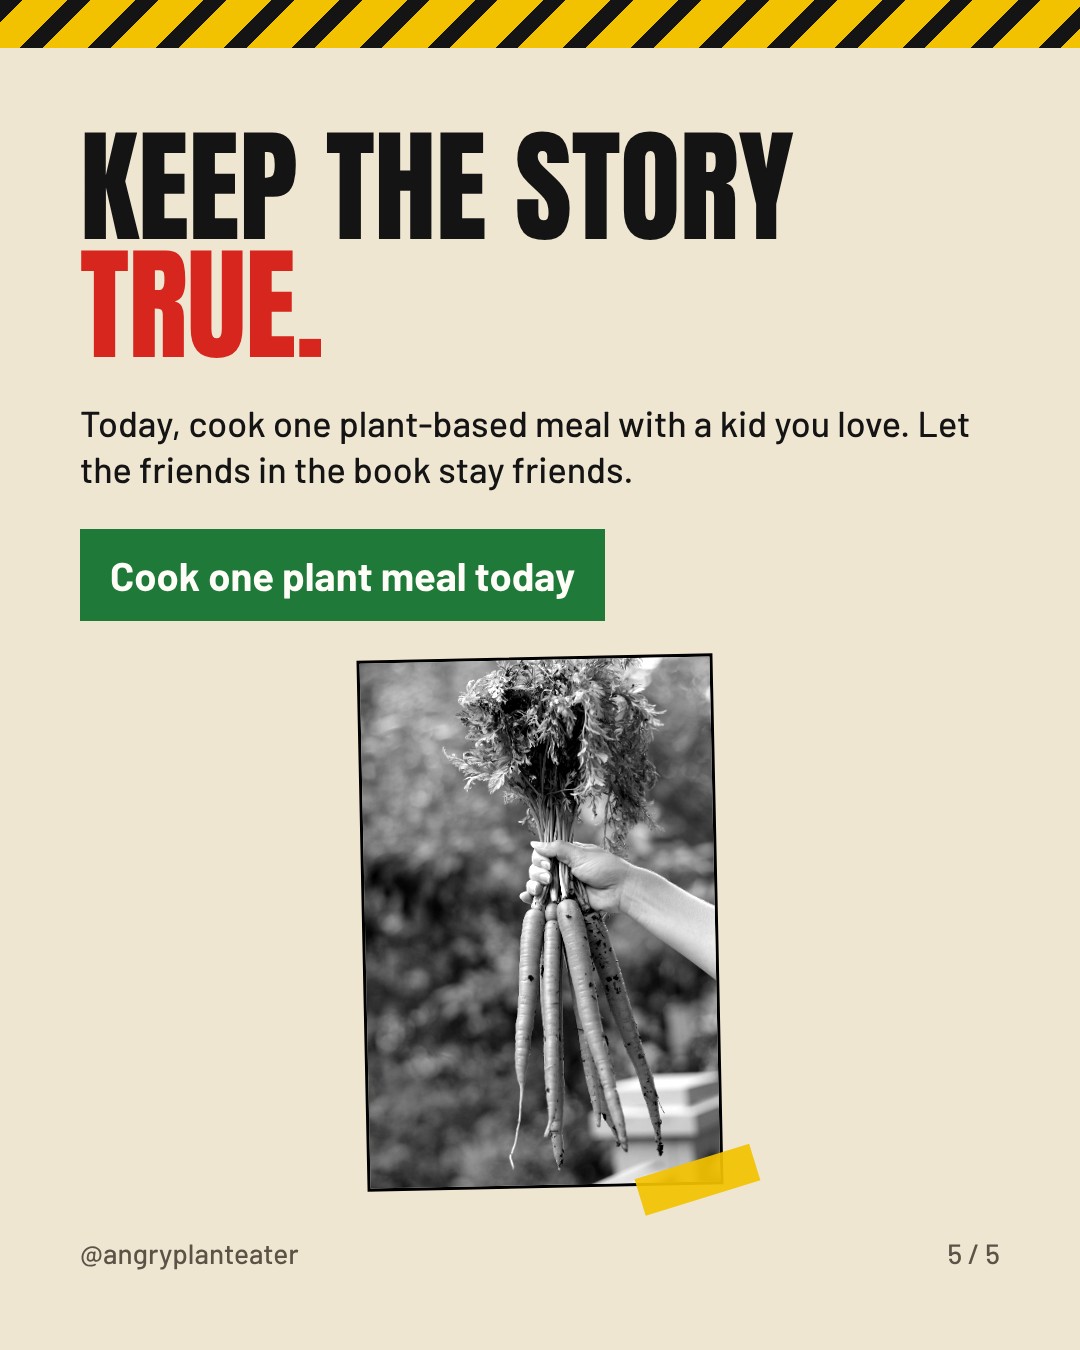 KEEP THE STORY
TRUE.
Today, cook one plant-based meal with a kid you love. Let
the friends in the book stay friends.
Cook one plant meal today
@angryplanteater
5 / 5